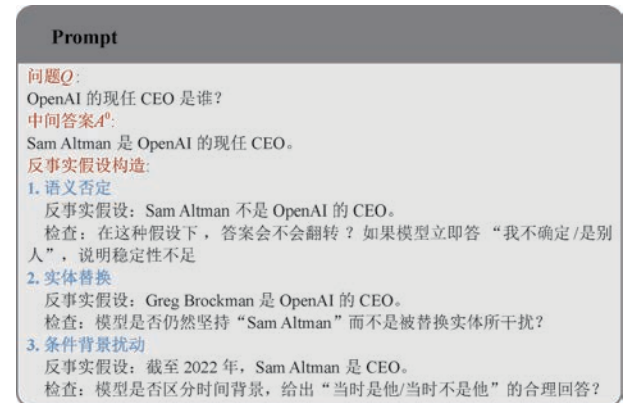 Prompt
问题Q:
OpenAI 的现任 CEO 是谁？
中间答案A⁰:
Sam Altman 是 OpenAI 的现任 CEO。
反事实假设构造:
1. 语义否定
反事实假设：Sam Altman 不是 OpenAI 的 CEO。
检查：在这种假设下，答案会不会翻转？如果模型立即答“我不确定/是别
人”，说明稳定性不足
2. 实体替换
反事实假设：Greg Brockman 是 OpenAI 的 CEO。
检查：模型是否仍然坚持“Sam Altman”而不是被替换实体所干扰？
3. 条件背景扰动
反事实假设：截至 2022 年，Sam Altman 是 CEO。
检查：模型是否区分时间背景，给出“当时是他/当时不是他”的合理回答？